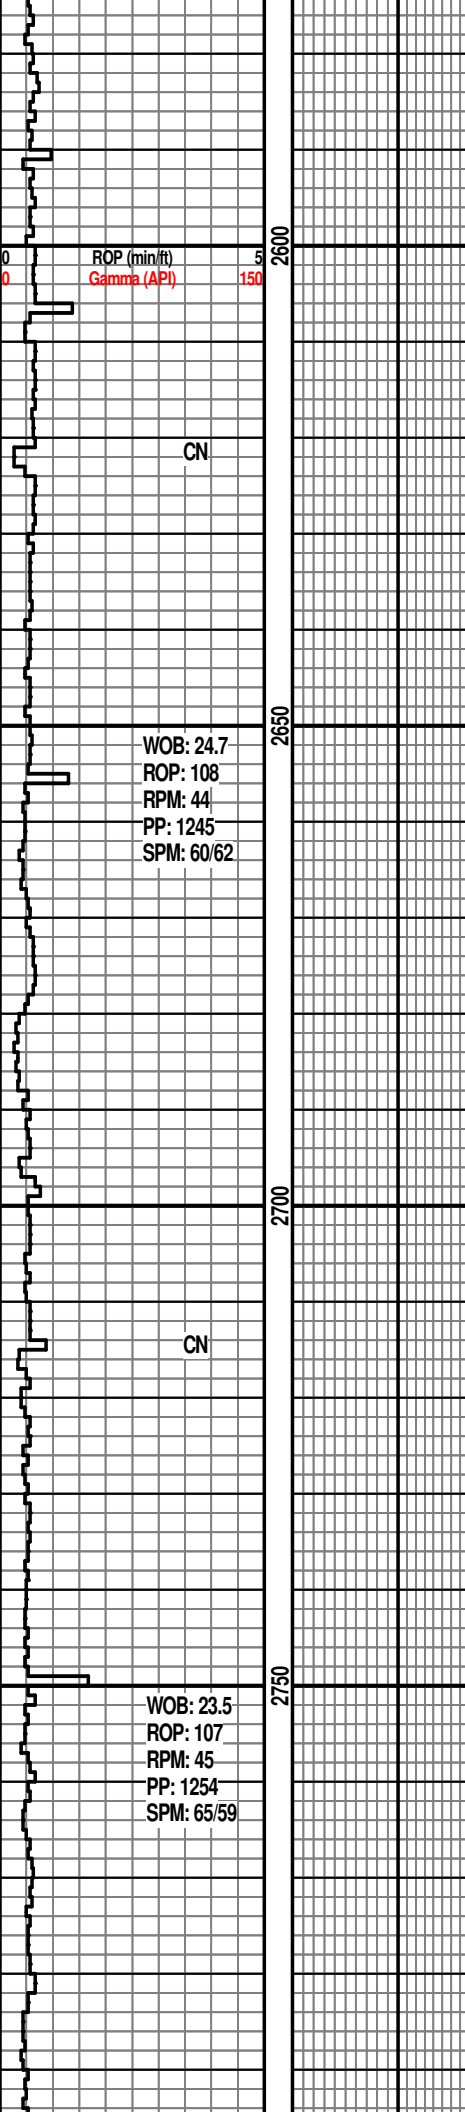 2600
0 ROP (min/ft) 5
0 Gamma (API) 150
CN
2650
WOB: 24.7
ROP: 108
RPM: 44
PP: 1245
SPM: 60/62
2700
CN
2750
WOB: 23.5
ROP: 107
RPM: 45
PP: 1254
SPM: 65/59